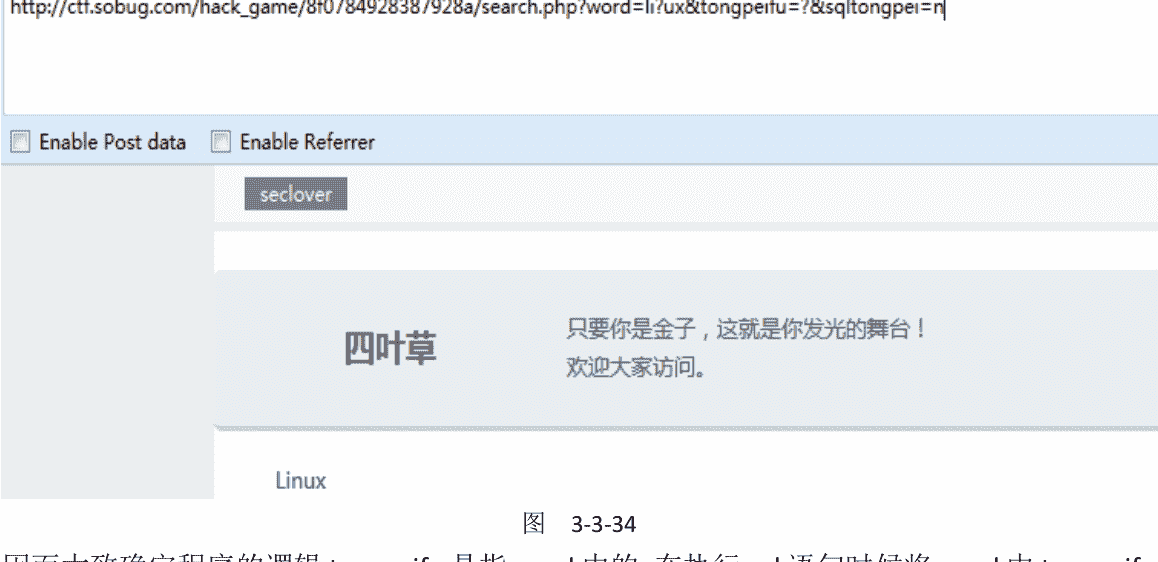 http://ctf.sobug.com/hack_game/8f0784928387928a/search.php?word=li?ux&tongpeifu=?&sqltongpei=n
Enable Post data Enable Referrer
seclover
四叶草
只要你是金子，这就是你发光的舞台！
欢迎大家访问。
Linux
图 3-3-34